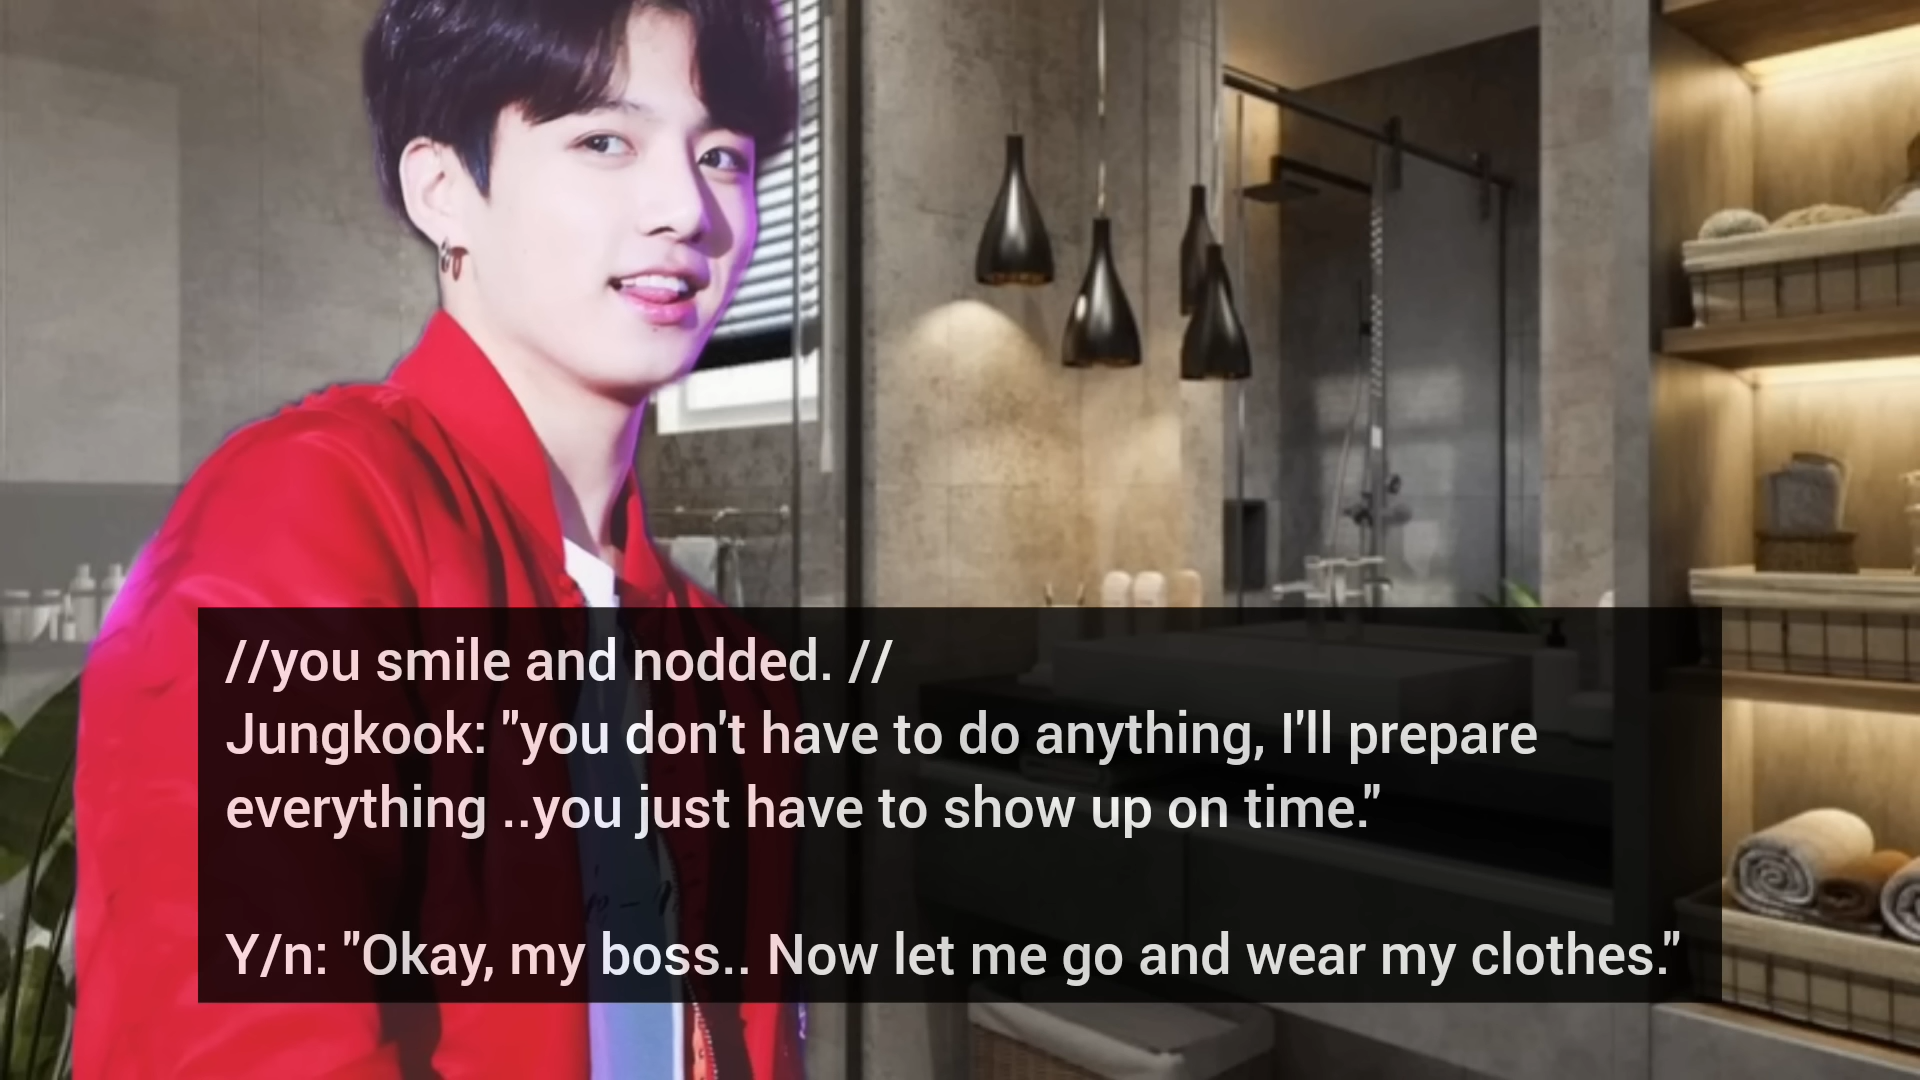 //you smile and nodded. //
Jungkook: "you don't have to do anything, I'll prepare
everything ..you just have to show up on time."
Y/n: "Okay, my boss.. Now let me go and wear my clothes."